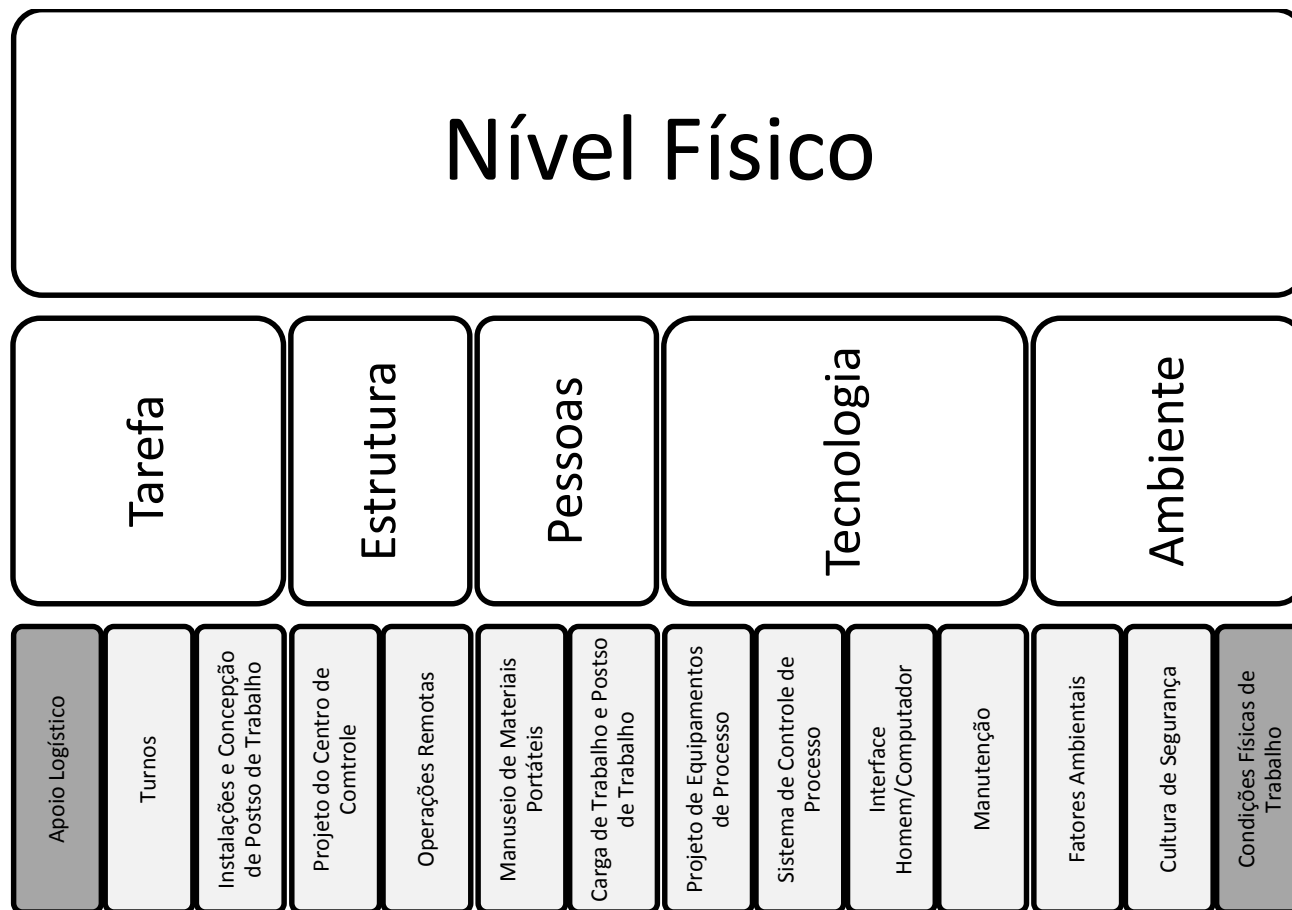 Nível Físico
Tarefa
Estrutura
Pessoas
Tecnologia
Ambiente
Apoio Logístico
Turnos
Instalações e Concepção
de Postso de Trabalho
Projeto do Centro de
Comtrole
Operações Remotas
Manuseio de Materiais
Portáteis
Carga de Trabalho e Postso
de Trabalho
Projeto de Equipamentos
de Processo
Sistema de Controle de
Processo
Interface
Homem/Computador
Manutenção
Fatores Ambientais
Cultura de Segurança
Condições Físicas de
Trabalho